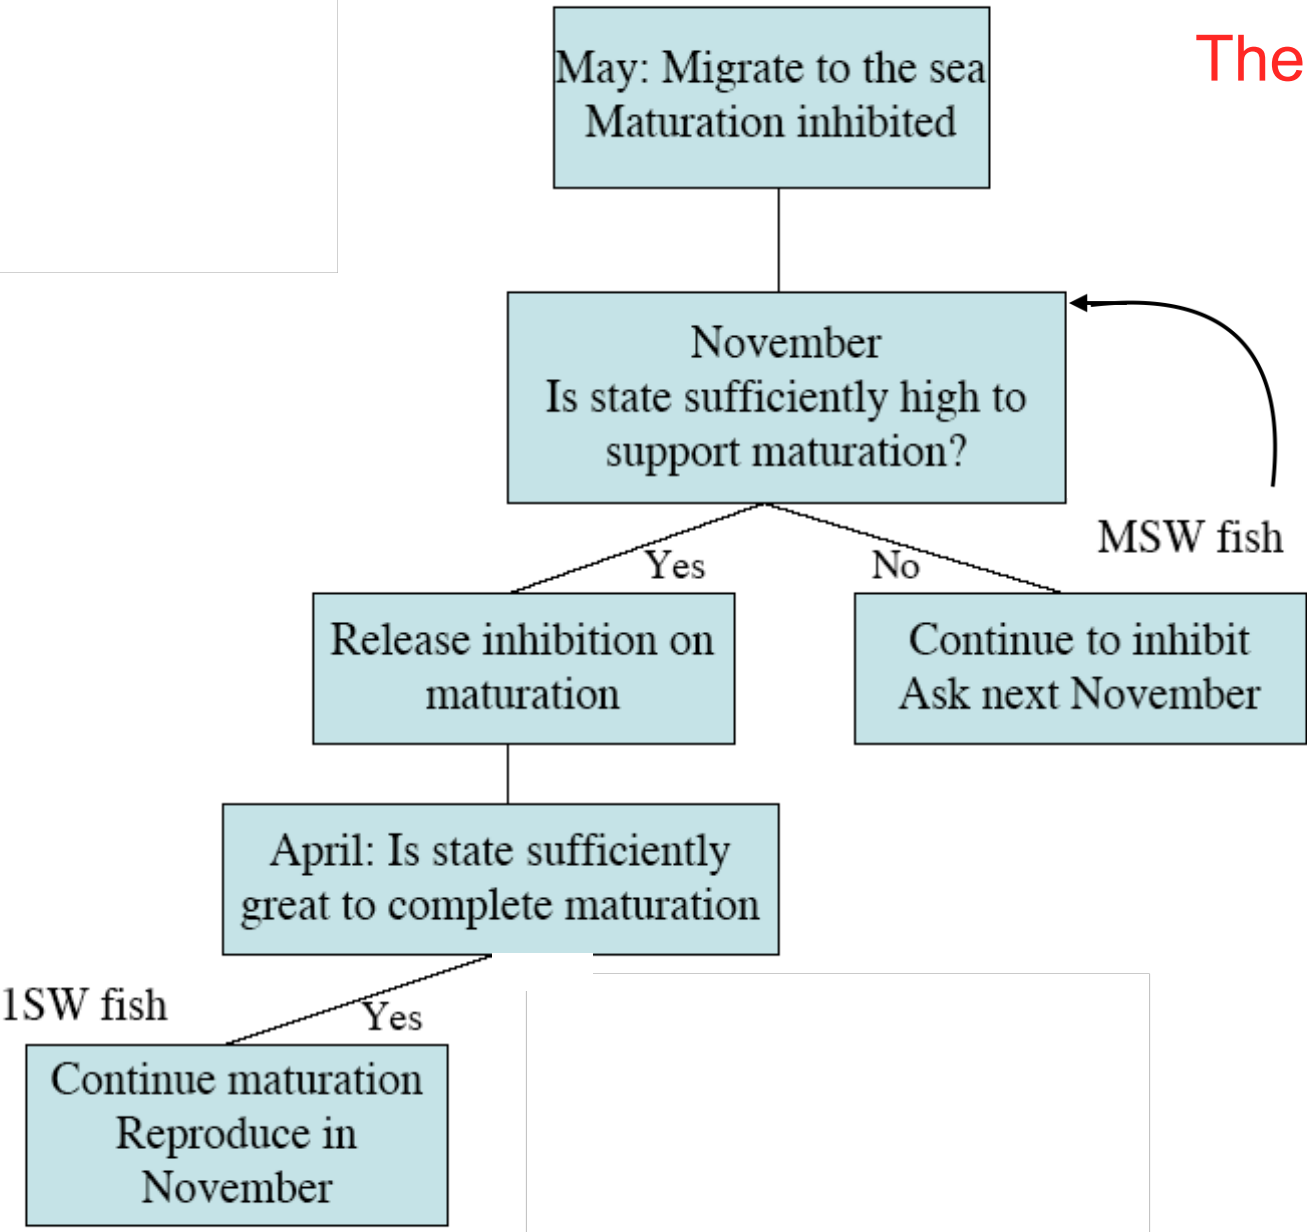 The
May: Migrate to the sea
Maturation inhibited
November
Is state sufficiently high to
support maturation?
MSW fish
Yes
No
Release inhibition on
maturation
Continue to inhibit
Ask next November
April: Is state sufficiently
great to complete maturation
1SW fish
Yes
Continue maturation
Reproduce in
November